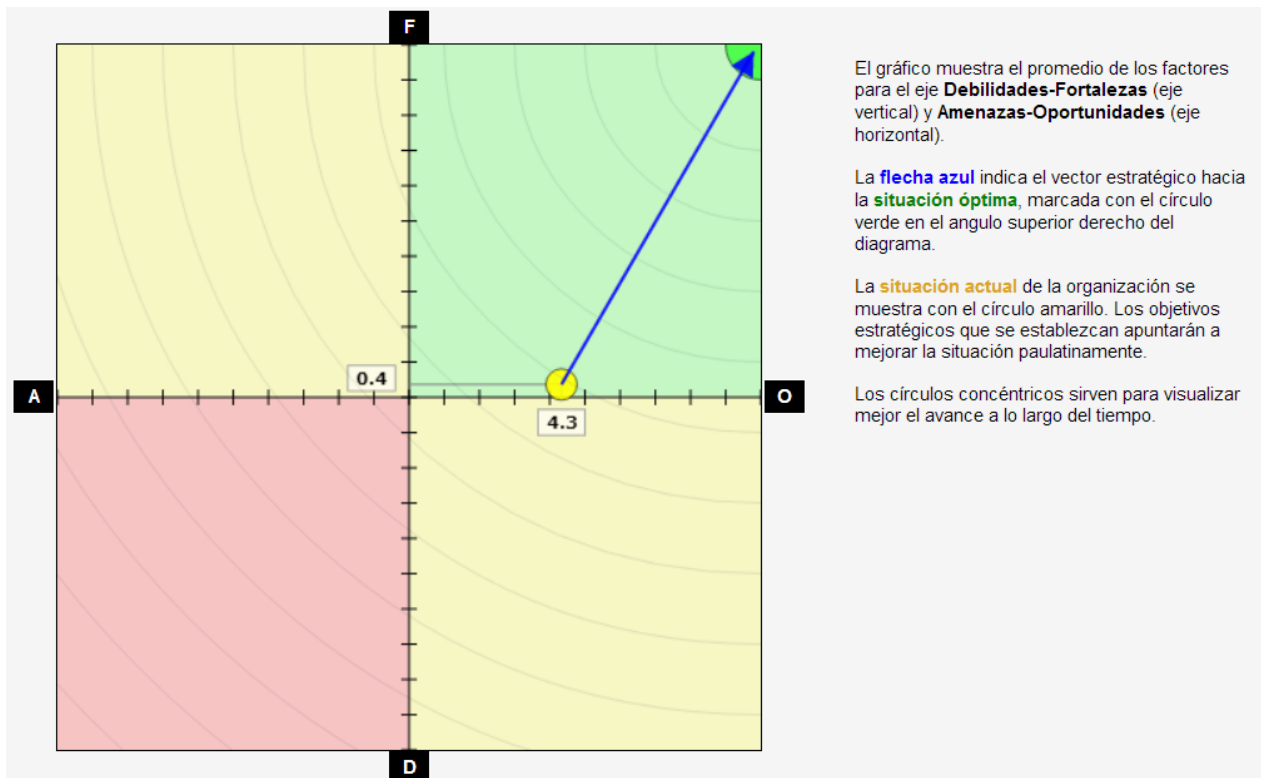 F
El gráfico muestra el promedio de los factores
para el eje Debilidades-Fortalezas (eje
vertical) y Amenazas-Oportunidades (eje
horizontal).
La flecha azul indica el vector estratégico hacia
la situación óptima, marcada con el círculo
verde en el angulo superior derecho del
diagrama.
La situación actual de la organización se
muestra con el círculo amarillo. Los objetivos
estratégicos que se establezcan apuntarán a
mejorar la situación paulatinamente.
Los círculos concéntricos sirven para visualizar
mejor el avance a lo largo del tiempo.
0.4
A
O
4.3
D